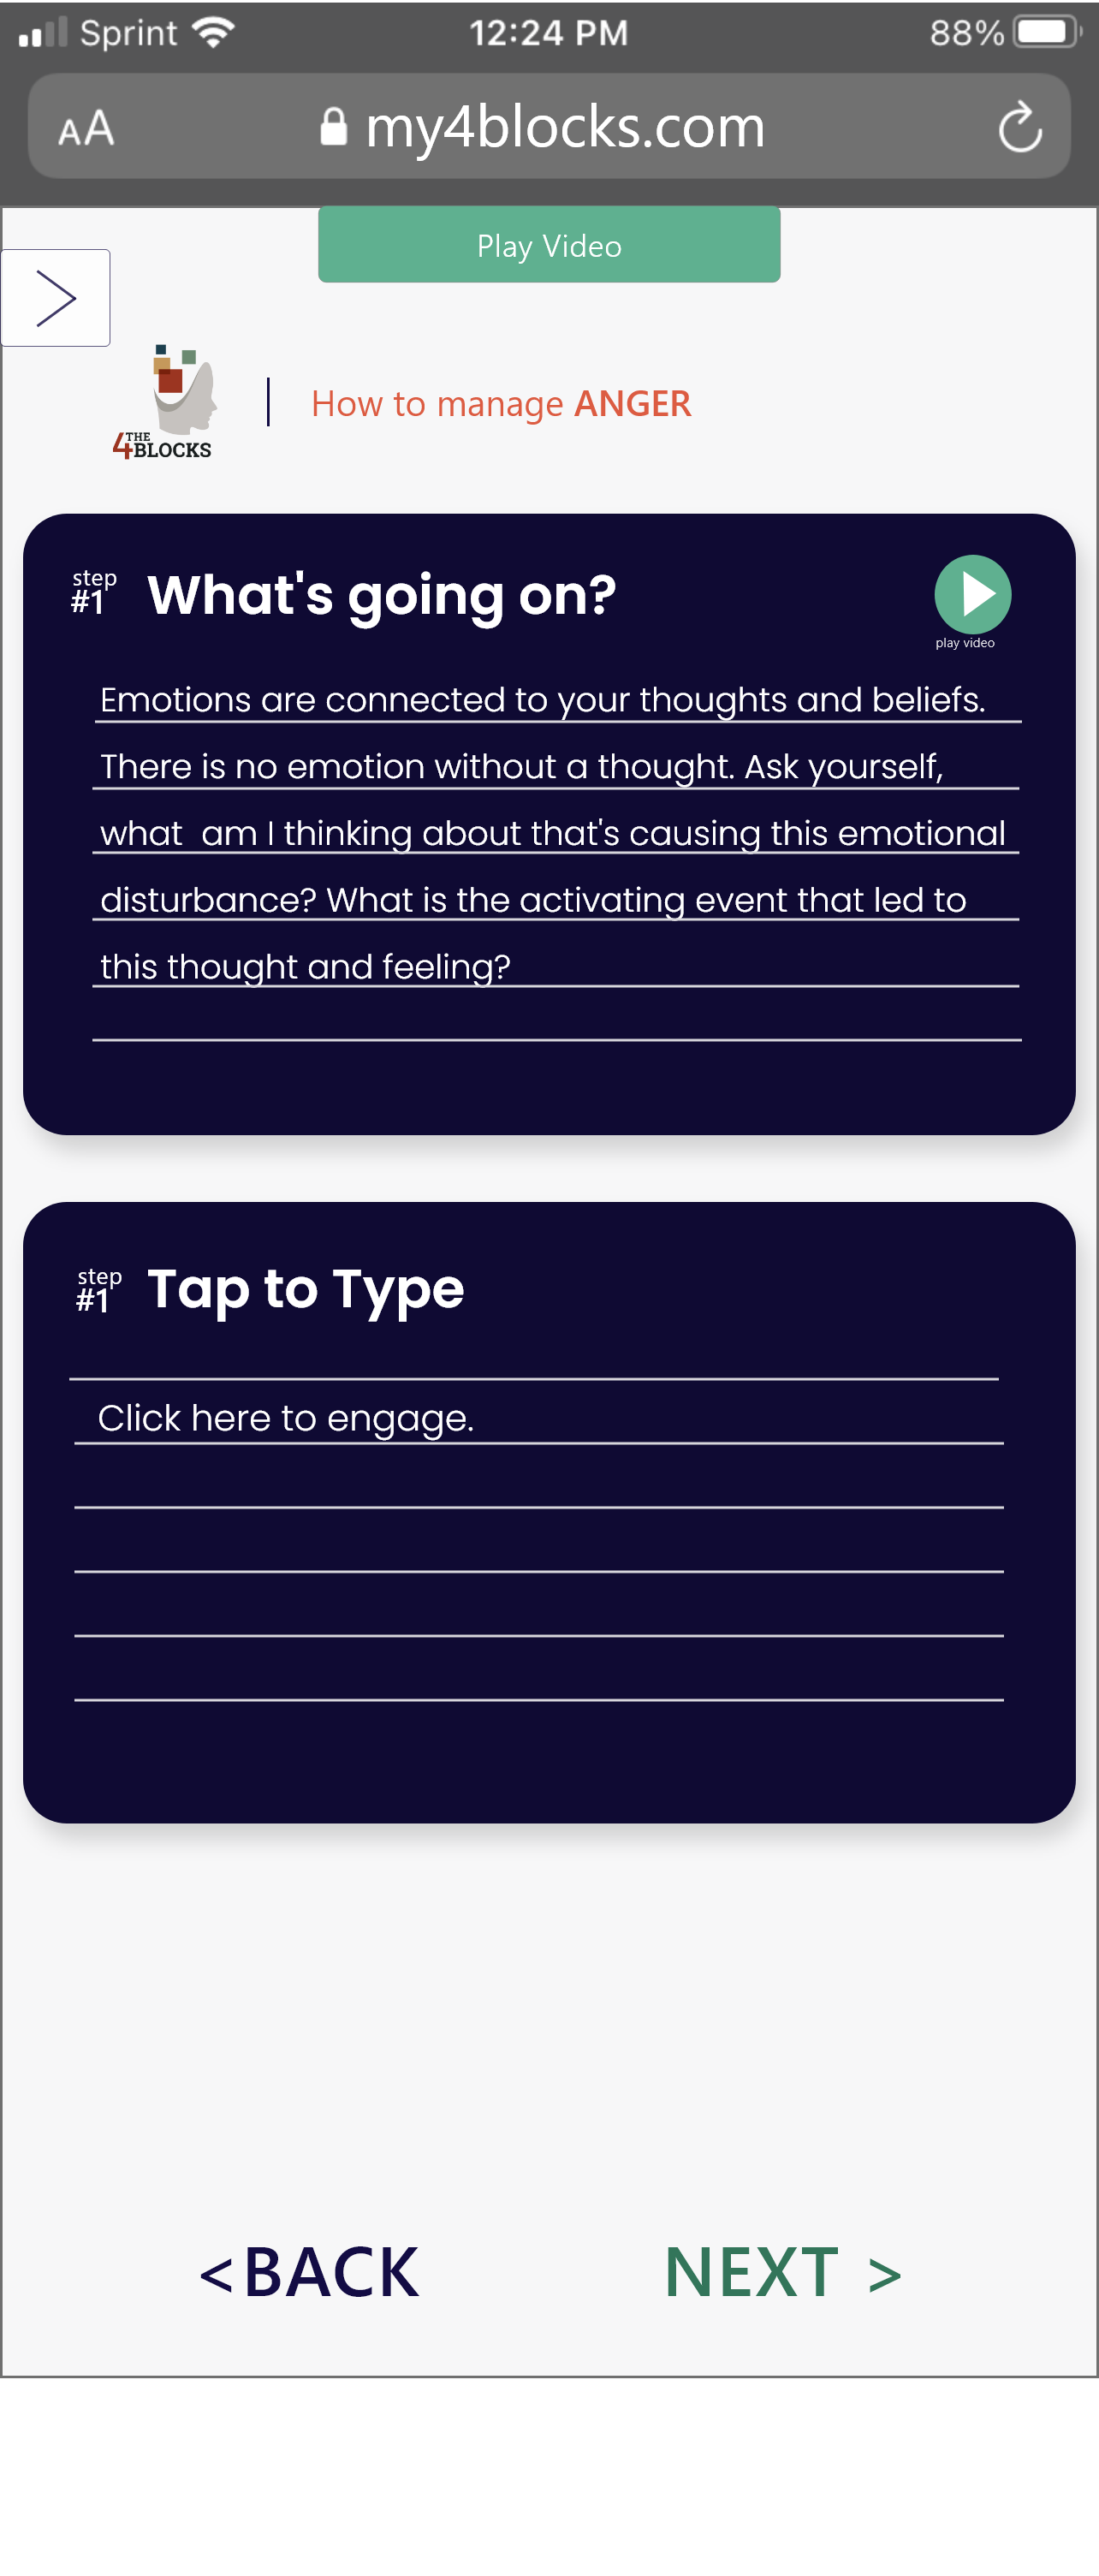 Sprint 12:24 PM 88%
AA my4blocks.com
Play Video
How to manage ANGER
4 THE BLOCKS
step #1 What's going on?
play video
Emotions are connected to your thoughts and beliefs.
There is no emotion without a thought. Ask yourself,
what  am I thinking about that's causing this emotional
disturbance? What is the activating event that led to
this thought and feeling?
step #1 Tap to Type
Click here to engage.
<BACK NEXT >